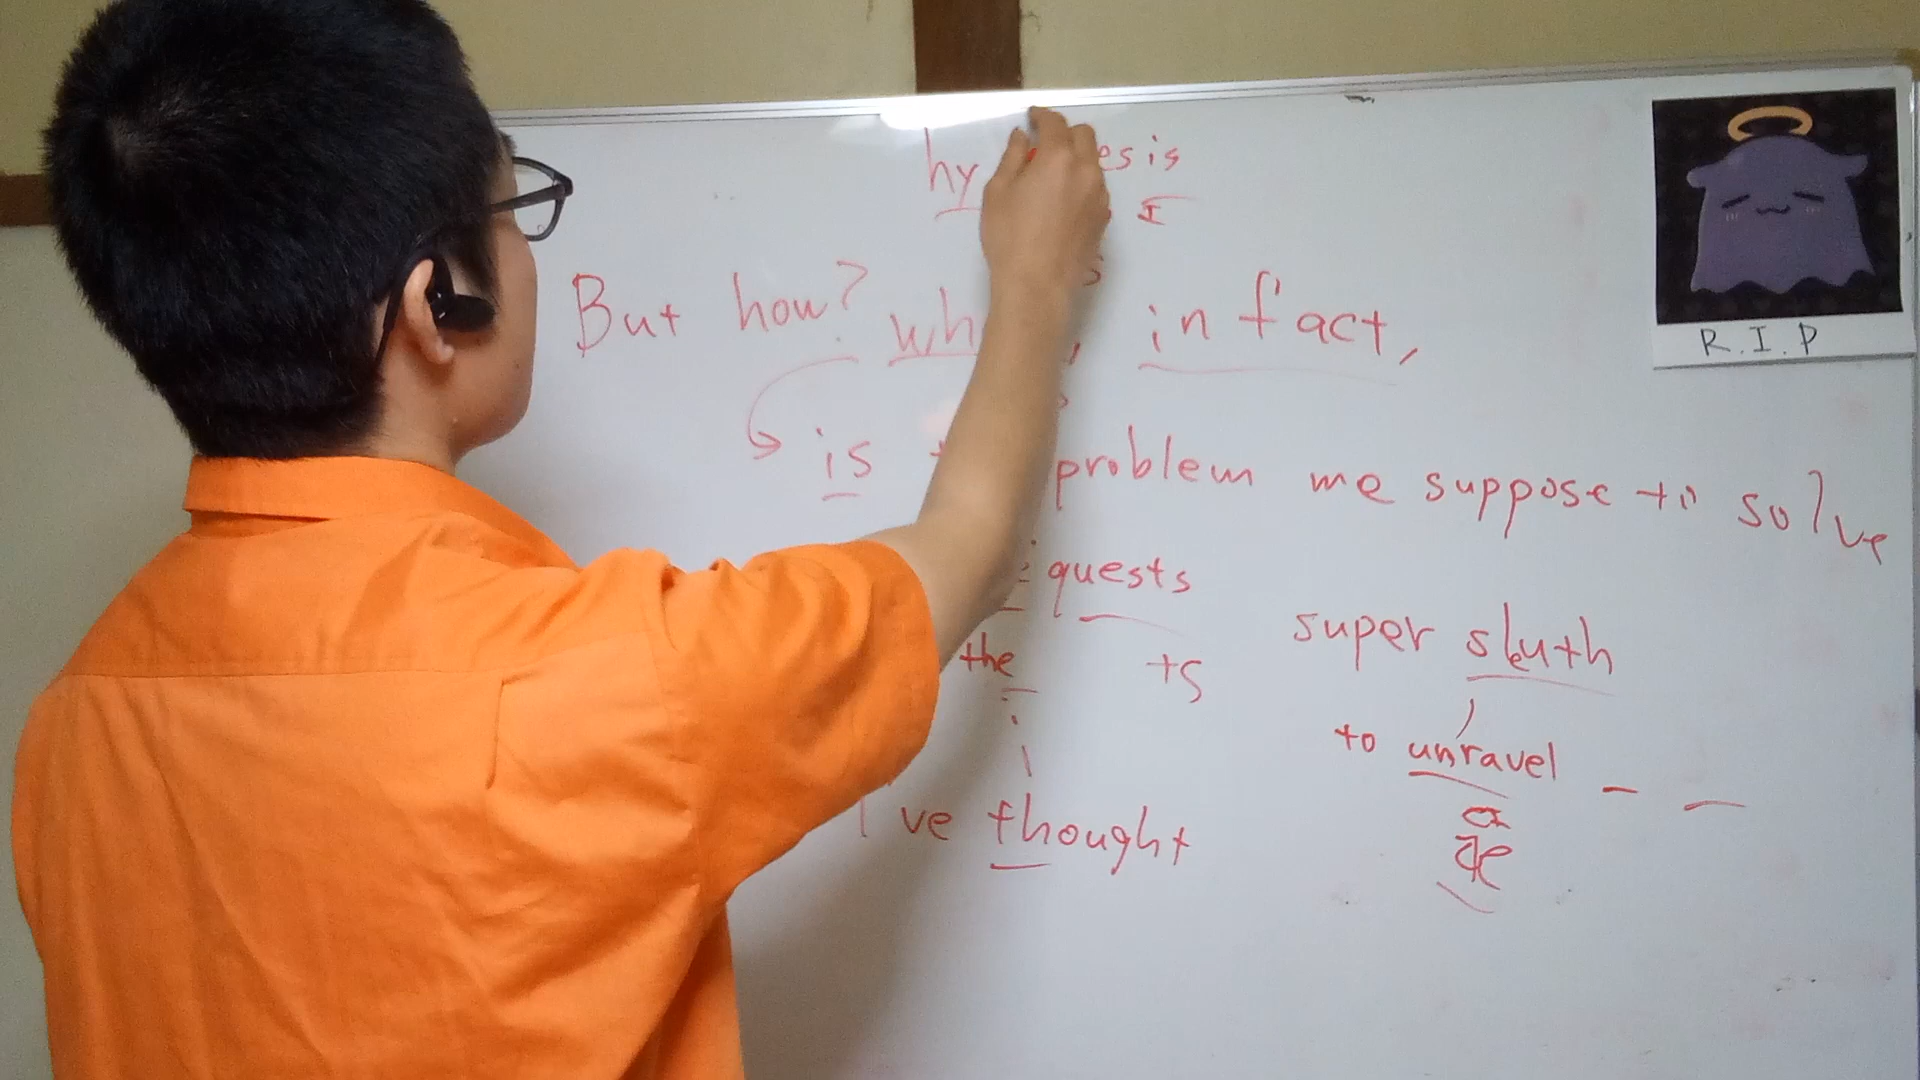 esis
I
But how? in fact,
R.I.P
is problem me suppose to solve
quests
super sleuth
the ts
to unravel
I've thought